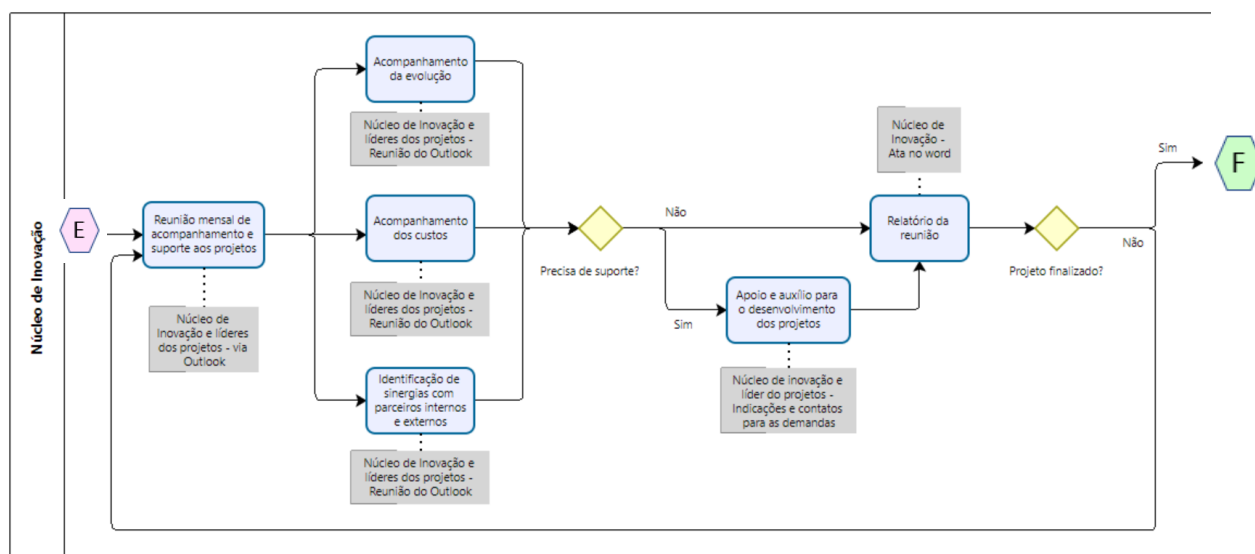 Núcleo de Inovação
E
Reunião mensal de
acompanhamento e
suporte aos projetos
Núcleo de
Inovação e líderes
dos projetos - via
Outlook
Acompanhamento
da evolução
Núcleo de Inovação e
líderes dos projetos -
Reunião do Outlook
Acompanhamento
dos custos
Núcleo de Inovação e
líderes dos projetos -
Reunião do Outlook
Identificação de
sinergias com
parceiros internos
e externos
Núcleo de Inovação e
líderes dos projetos -
Reunião do Outlook
Precisa de suporte?
Não
Sim
Apoio e auxílio para
o desenvolvimento
dos projetos
Núcleo de Inovação e
líder do projetos -
Indicações e contatos
para as demandas
Núcleo de
Inovação -
Ata no word
Relatório da
reunião
Projeto finalizado?
Sim
Não
F